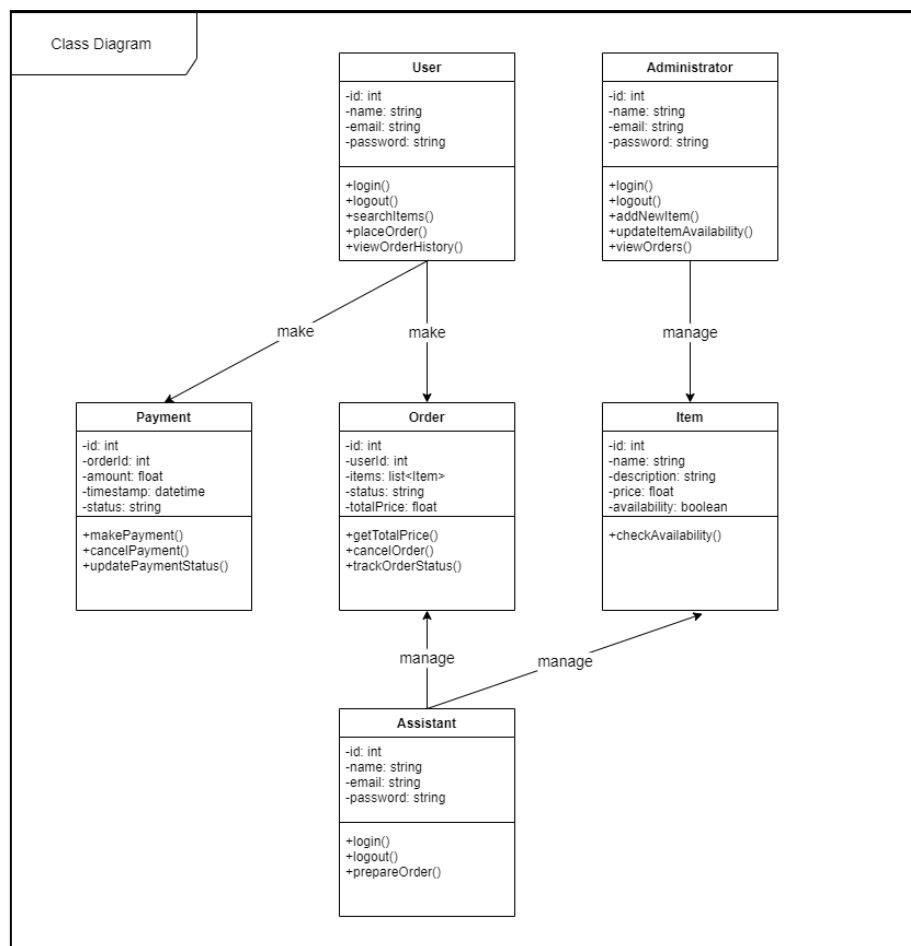 Class Diagram
User
-id: int
-name: string
-email: string
-password: string
+login()
+logout()
+searchItems()
+placeOrder()
+viewOrderHistory()
Administrator
-id: int
-name: string
-email: string
-password: string
+login()
+logout()
+addNewItem()
+updateItemAvailability()
+viewOrders()
make
make
manage
Payment
-id: int
-orderId: int
-amount: float
-timestamp: datetime
-status: string
+makePayment()
+cancelPayment()
+updatePaymentStatus()
Order
-id: int
-userId: int
-items: list<Item>
-status: string
-totalPrice: float
+getTotalPrice()
+cancelOrder()
+trackOrderStatus()
Item
-id: int
-name: string
-description: string
-price: float
-availability: boolean
+checkAvailability()
manage
manage
Assistant
-id: int
-name: string
-email: string
-password: string
+login()
+logout()
+prepareOrder()